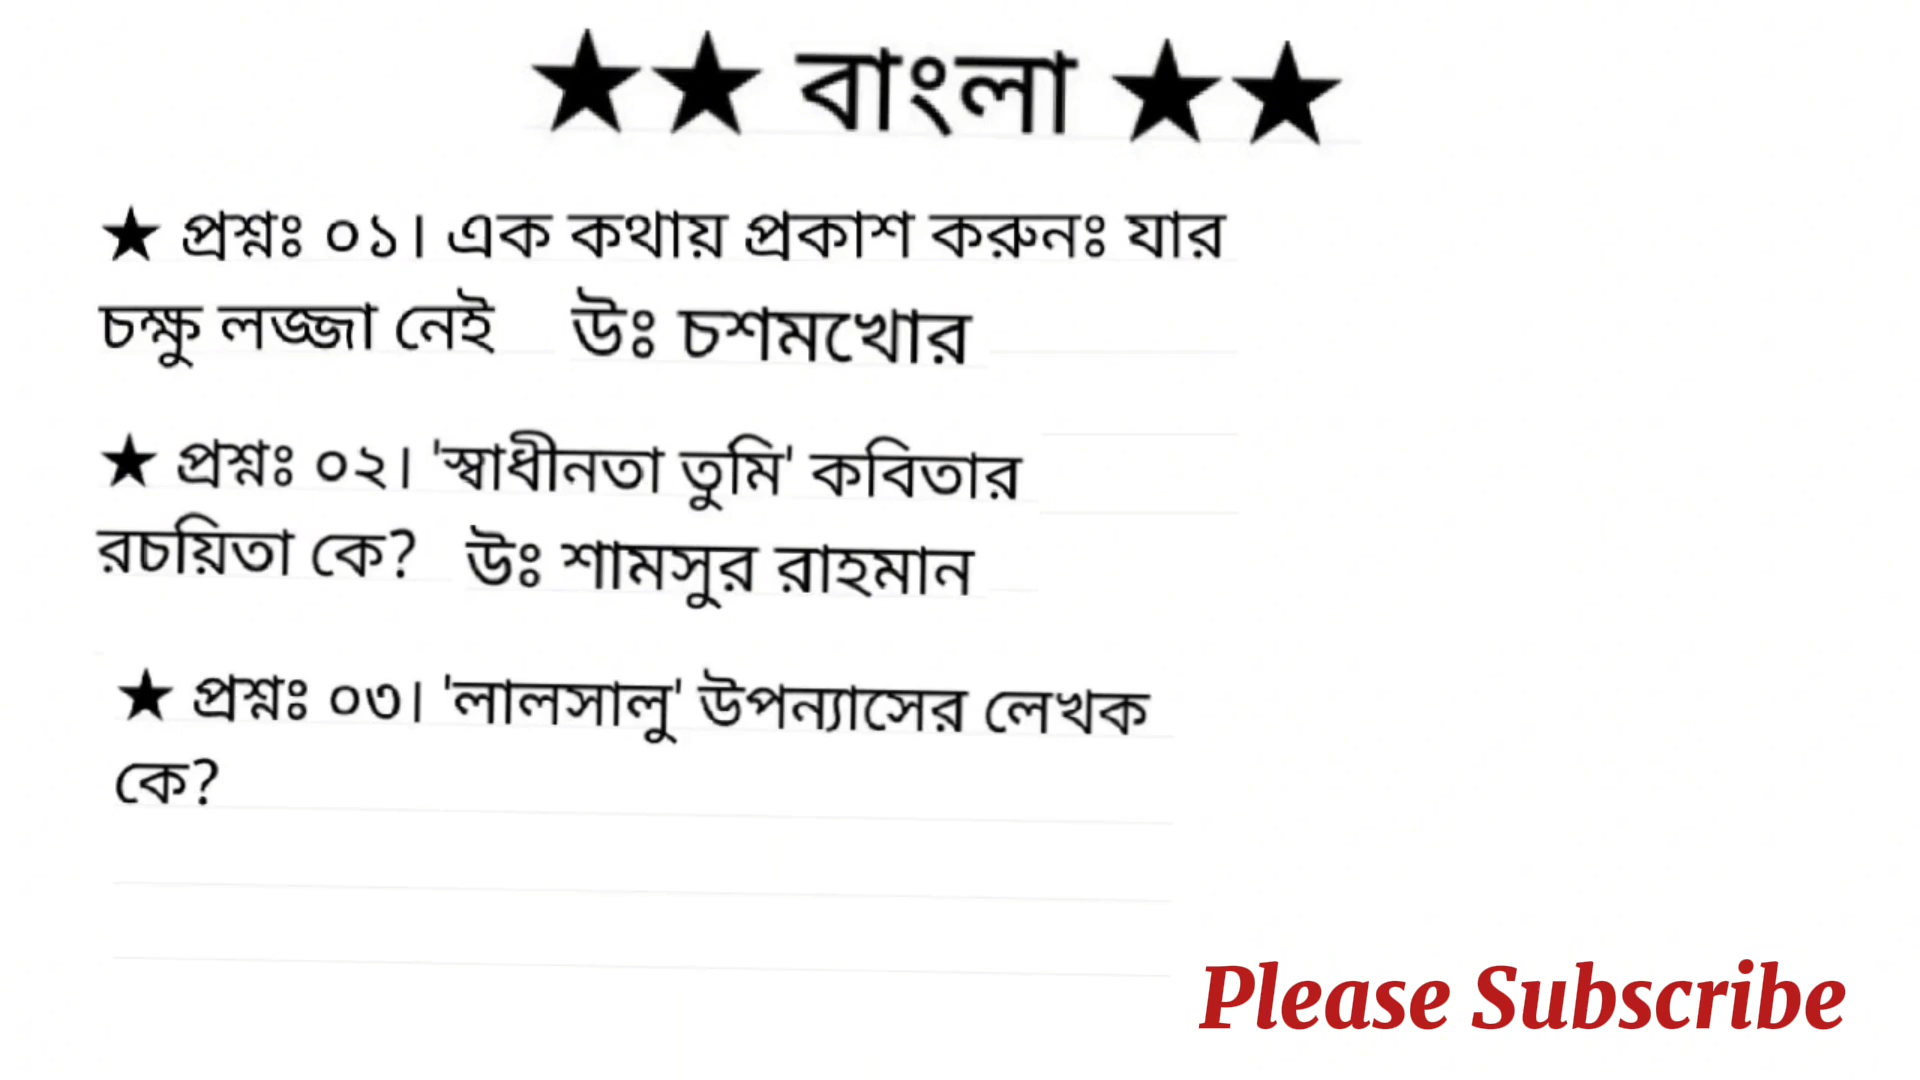 ★★ বাংলা ★★
★ প্রশ্নঃ ০১। এক কথায় প্রকাশ করুনঃ যার
চক্ষু লজ্জা নেই উঃ চশমখোর
★ প্রশ্নঃ ০২। 'স্বাধীনতা তুমি' কবিতার
রচয়িতা কে? উঃ শামসুর রাহমান
★ প্রশ্নঃ ০৩। 'লালসালু' উপন্যাসের লেখক
কে?
Please Subscribe